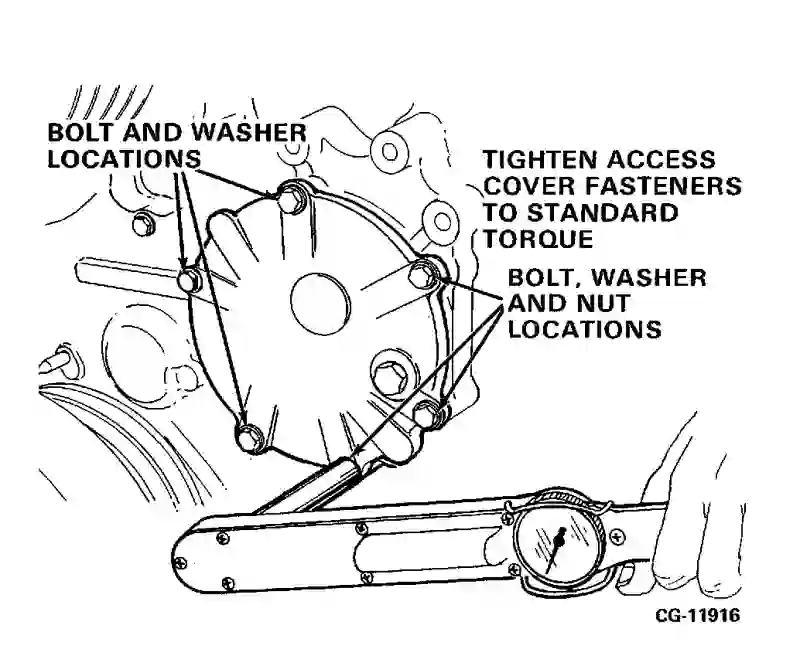 BOLT AND WASHER
LOCATIONS
TIGHTEN ACCESS
COVER FASTENERS
TO STANDARD
TORQUE
BOLT, WASHER
AND NUT
LOCATIONS
CG-11916